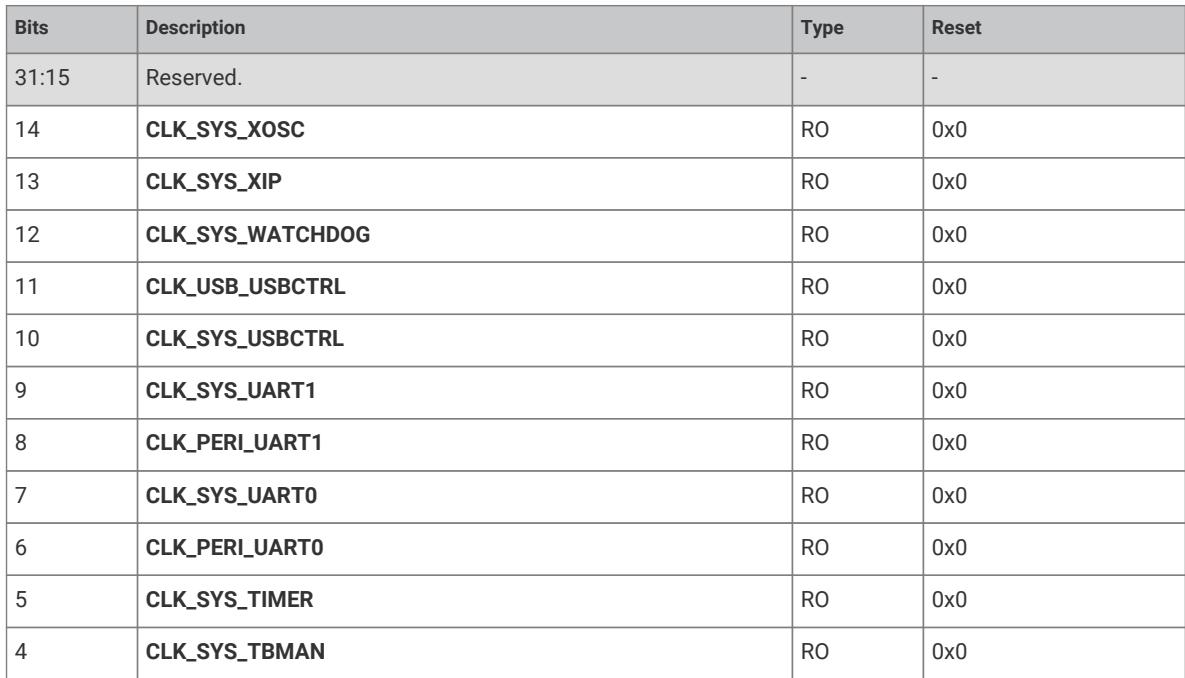 Bits Description Type Reset
31:15 Reserved. - -
14 CLK_SYS_XOSC RO 0x0
13 CLK_SYS_XIP RO 0x0
12 CLK_SYS_WATCHDOG RO 0x0
11 CLK_USB_USBCTRL RO 0x0
10 CLK_SYS_USBCTRL RO 0x0
9 CLK_SYS_UART1 RO 0x0
8 CLK_PERI_UART1 RO 0x0
7 CLK_SYS_UART0 RO 0x0
6 CLK_PERI_UART0 RO 0x0
5 CLK_SYS_TIMER RO 0x0
4 CLK_SYS_TBMAN RO 0x0